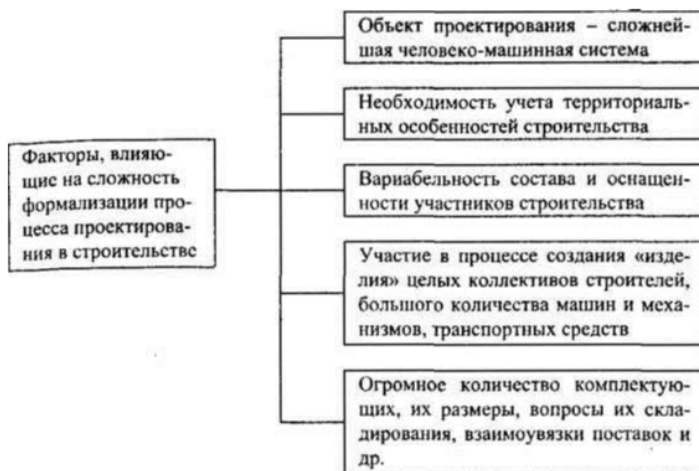 Объект проектирования – сложней-
шая человеко-машинная система
Необходимость учета территориаль-
ных особенностей строительства
Факторы, влияю-
щие на сложность
формализации про-
цесса проектирова-
ния в строительстве
Вариабельность состава и оснащен-
ности участников строительства
Участие в процессе создания «изде-
лия» целых коллективов строителей,
большого количества машин и меха-
низмов, транспортных средств
Огромное количество комплектую-
щих, их размеры, вопросы их скла-
дирования, взаимоувязки поставок и
др.